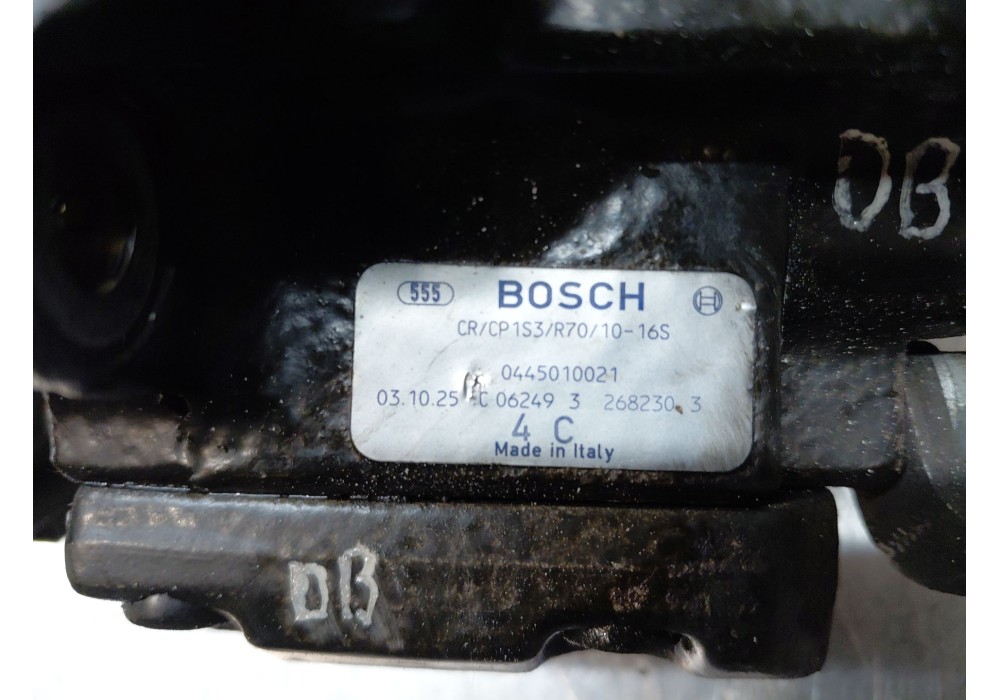 DB
555 BOSCH
CR/CP1S3/R70/10-16S
0445010021
03.10.25 C 06249 3 268230 3
4 C
Made in Italy
DB